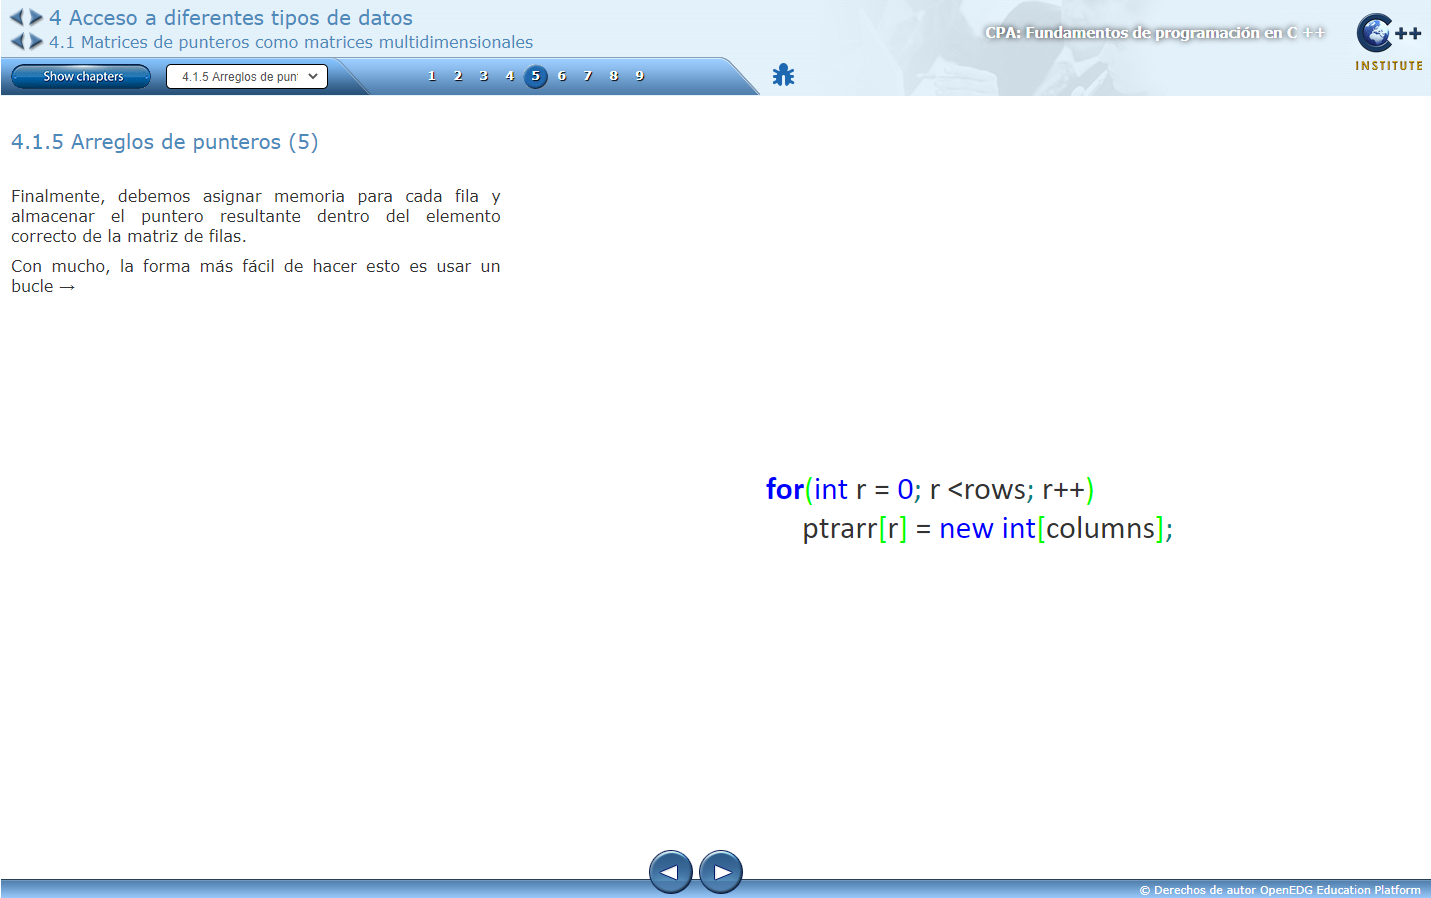 4 Acceso a diferentes tipos de datos
4.1 Matrices de punteros como matrices multidimensionales
CPA: Fundamentos de programación en C ++
C++
INSTITUTE
Show chapters
4.1.5 Arreglos de pun
1 2 3 4 5 6 7 8 9
4.1.5 Arreglos de punteros (5)
Finalmente, debemos asignar memoria para cada fila y
almacenar el puntero resultante dentro del elemento
correcto de la matriz de filas.
Con mucho, la forma más fácil de hacer esto es usar un
bucle →
for(int r = 0; r <rows; r++)
ptrarr[r] = new int[columns];
© Derechos de autor OpenEDG Education Platform